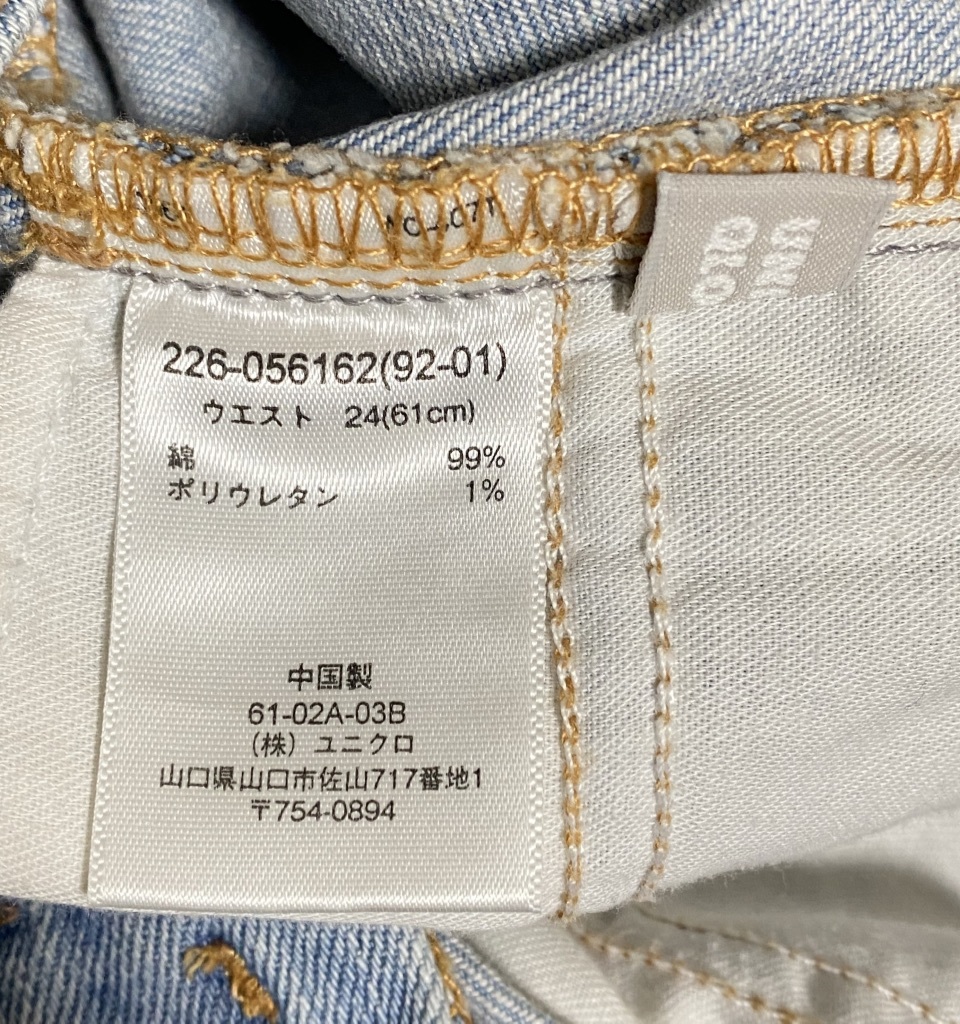 226-056162(92-01)
ウエスト 24(61cm)
綿 99%
ポリウレタン 1%
中国製
61-02A-03B
(株) ユニクロ
山口県山口市佐山717番地1
〒754-0894
UNI
QLO